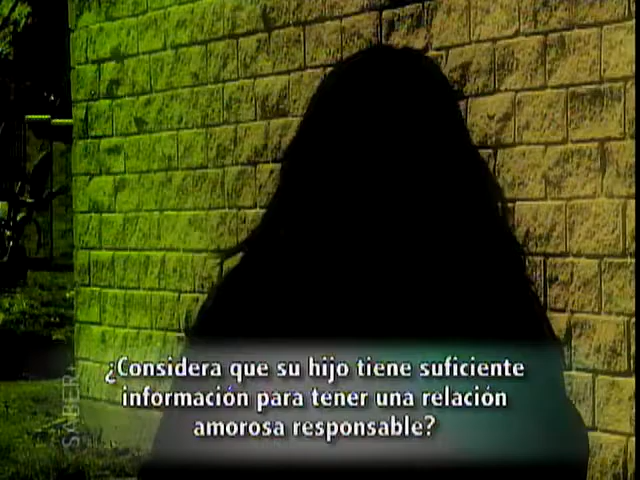 ¿Considera que su hijo tiene suficiente
información para tener una relación
amorosa responsable?
SABER